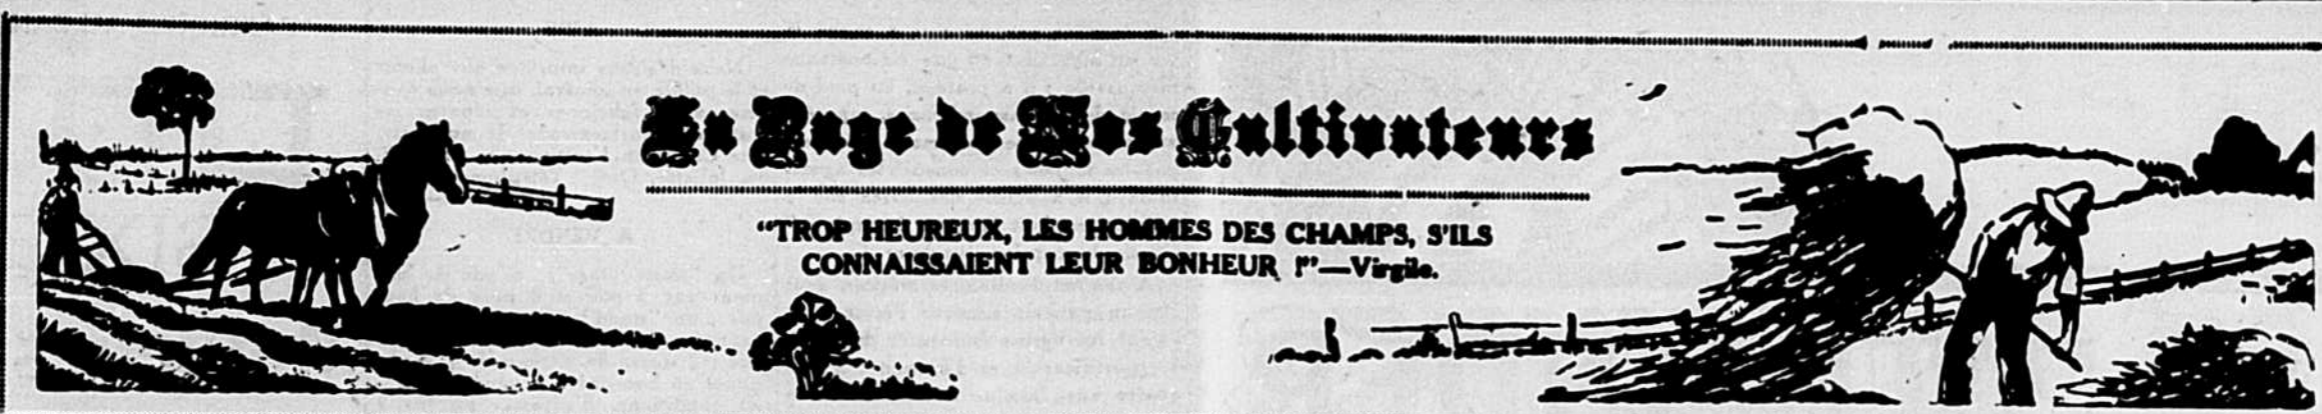 La Page de Nos Cultivateurs
"TROP HEUREUX, LES HOMMES DES CHAMPS, S'ILS
CONNAISSAIENT LEUR BONHEUR !"—Virgile.